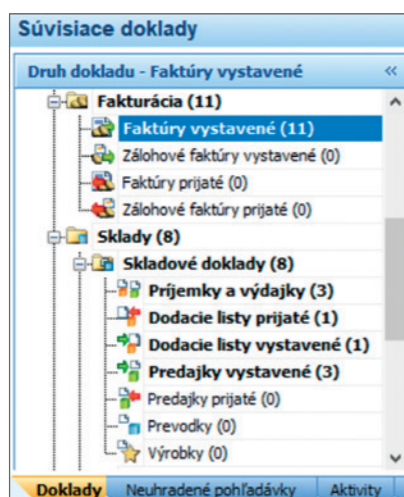 Súvisiace doklady
Druh dokladu - Faktúry vystavené «
Fakturácia (11)
Faktúry vystavené (11)
Zálohové faktúry vystavené (0)
Faktúry prijaté (0)
Zálohové faktúry prijaté (0)
Sklady (8)
Skladové doklady (8)
Príjemky a výdajky (3)
Dodacie listy prijaté (1)
Dodacie listy vystavené (1)
Predajky vystavené (3)
Predajky prijaté (0)
Prevodky (0)
Výrobky (0)
Doklady Neuhradené pohľadávky Aktivity